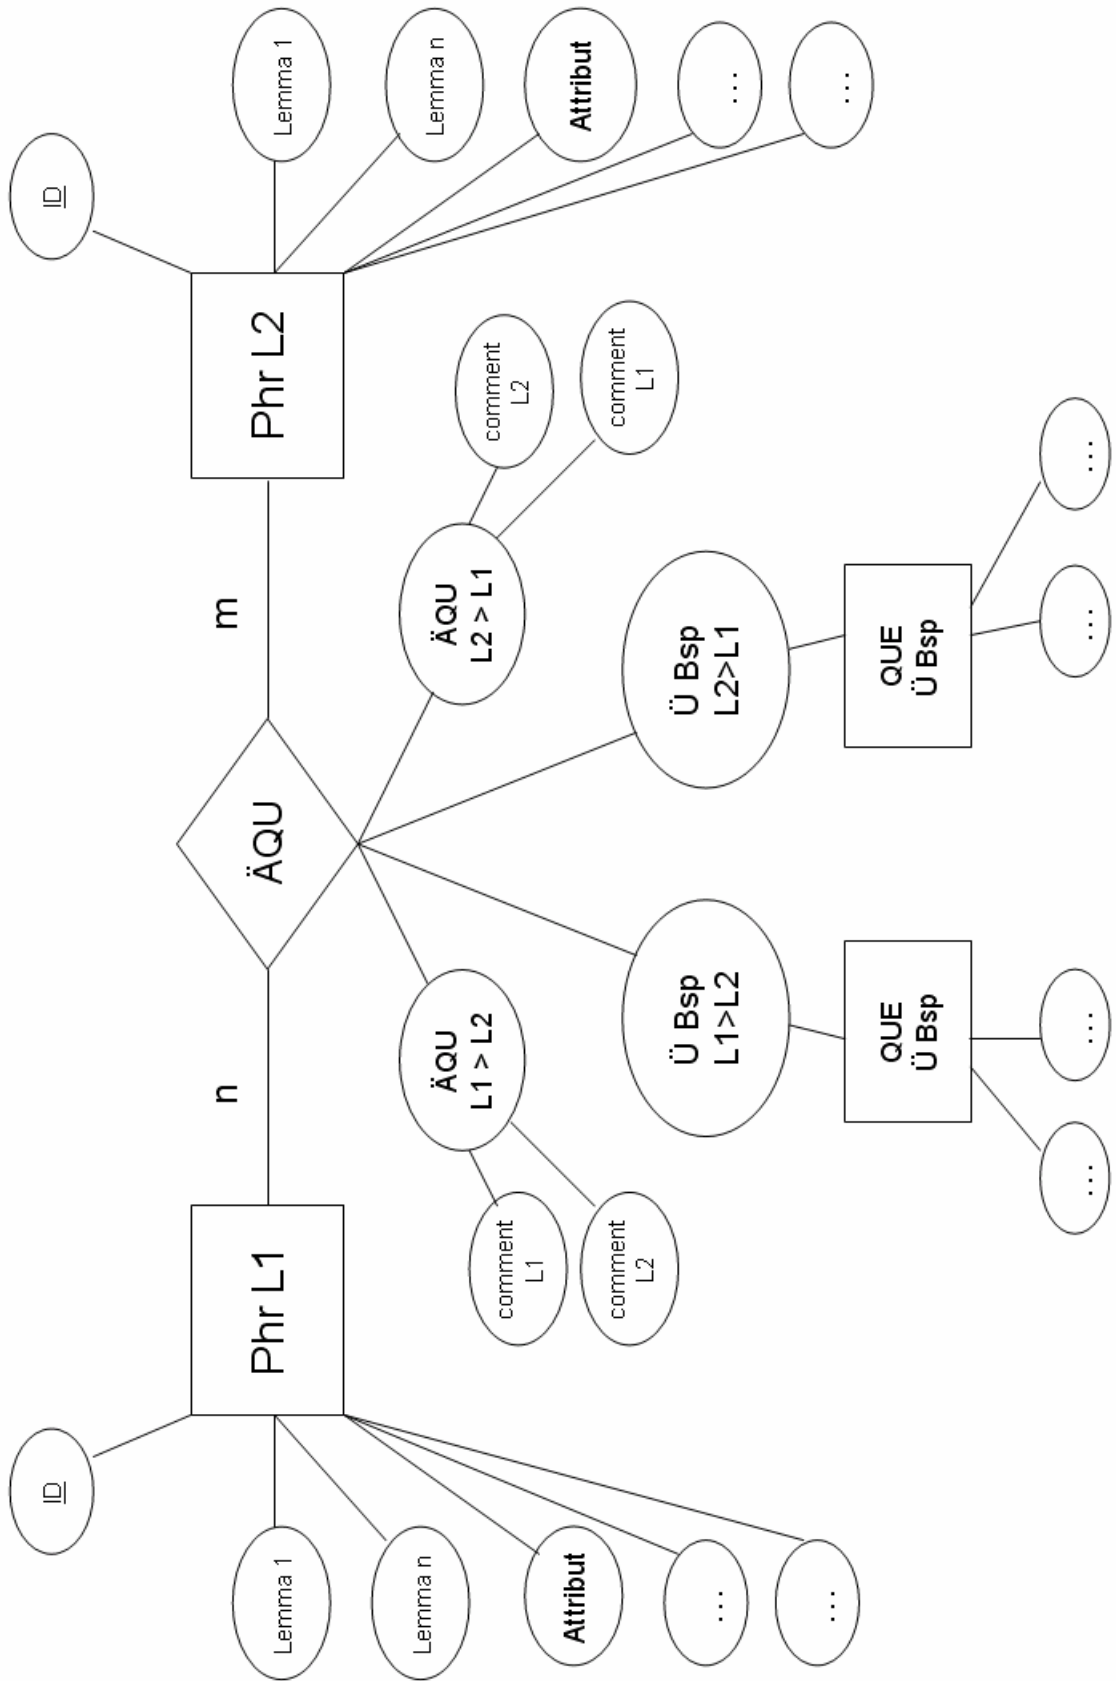 ID
ID
n
m
Phr L1
ÄQU
Phr L2
Lemma 1
Lemma 1
Lemma n
Lemma n
ÄQU
L1 > L2
ÄQU
L2 > L1
comment
L1
comment
L2
Attribut
Attribut
comment
L2
comment
L1
Ü Bsp
L1>L2
Ü Bsp
L2>L1
...
...
...
...
QUE
Ü Bsp
QUE
Ü Bsp
...
...
...
...